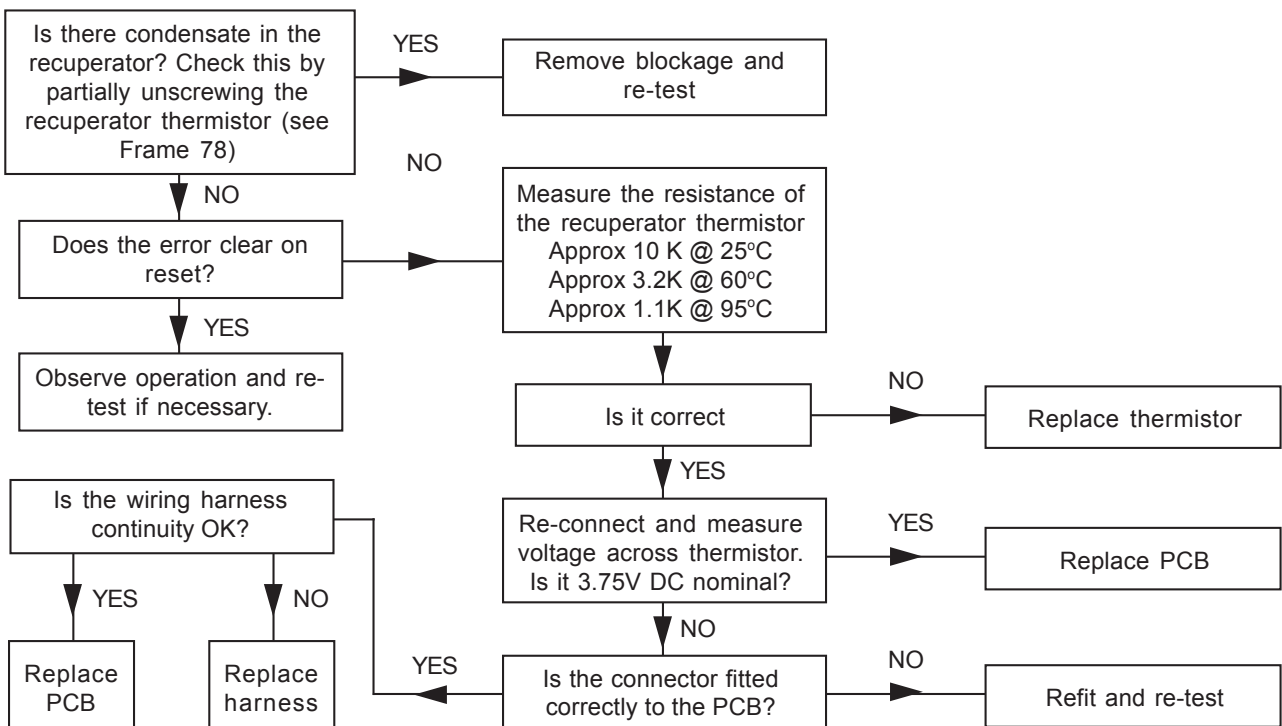 Is there condensate in the
recuperator? Check this by
partially unscrewing the
recuperator thermistor (see
Frame 78)
YES
Remove blockage and
re-test
NO
Does the error clear on
reset?
NO
Measure the resistance of
the recuperator thermistor
Approx 10 K @ 25°C
Approx 3.2K @ 60°C
Approx 1.1K @ 95°C
YES
Observe operation and re-
test if necessary.
Is it correct
NO
Replace thermistor
YES
Re-connect and measure
voltage across thermistor.
Is it 3.75V DC nominal?
YES
Replace PCB
NO
Is the connector fitted
correctly to the PCB?
NO
Refit and re-test
YES
Is the wiring harness
continuity OK?
YES
Replace
PCB
NO
Replace
harness